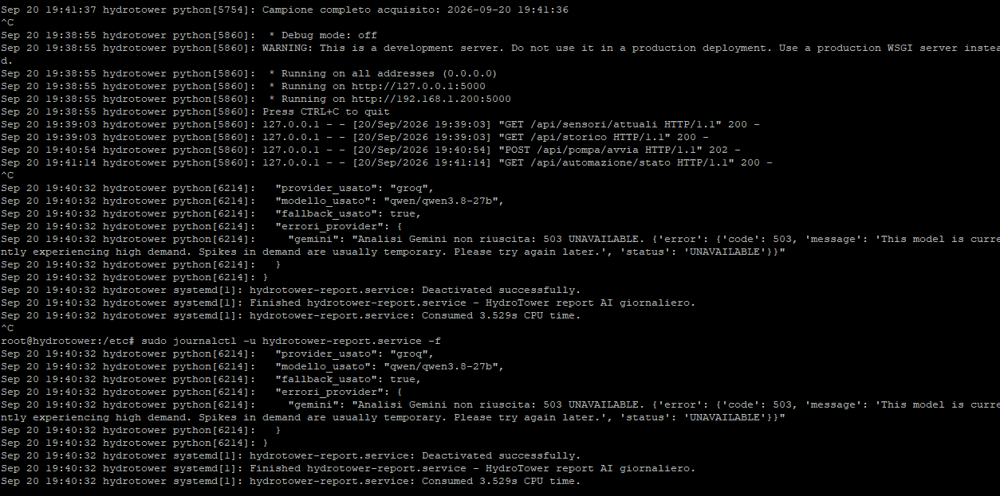 Sep 20 19:41:37 hydrotower python[5754]: Campione completo acquisito: 2026-09-20 19:41:36
^C
Sep 20 19:38:55 hydrotower python[5860]:  * Debug mode: off
Sep 20 19:38:55 hydrotower python[5860]: WARNING: This is a development server. Do not use it in a production deployment. Use a production WSGI server instea
d.
Sep 20 19:38:55 hydrotower python[5860]:  * Running on all addresses (0.0.0.0)
Sep 20 19:38:55 hydrotower python[5860]:  * Running on http://127.0.0.1:5000
Sep 20 19:38:55 hydrotower python[5860]:  * Running on http://192.168.1.200:5000
Sep 20 19:38:55 hydrotower python[5860]: Press CTRL+C to quit
Sep 20 19:39:03 hydrotower python[5860]: 127.0.0.1 - - [20/Sep/2026 19:39:03] "GET /api/sensori/attuali HTTP/1.1" 200 -
Sep 20 19:39:03 hydrotower python[5860]: 127.0.0.1 - - [20/Sep/2026 19:39:03] "GET /api/storico HTTP/1.1" 200 -
Sep 20 19:40:54 hydrotower python[5860]: 127.0.0.1 - - [20/Sep/2026 19:40:54] "POST /api/pompa/avvia HTTP/1.1" 202 -
Sep 20 19:41:14 hydrotower python[5860]: 127.0.0.1 - - [20/Sep/2026 19:41:14] "GET /api/automazione/stato HTTP/1.1" 200 -
^C
Sep 20 19:40:32 hydrotower python[6214]:   "provider_usato": "groq",
Sep 20 19:40:32 hydrotower python[6214]:   "modello_usato": "qwen/qwen3.8-27b",
Sep 20 19:40:32 hydrotower python[6214]:   "fallback_usato": true,
Sep 20 19:40:32 hydrotower python[6214]:   "errori_provider": {
Sep 20 19:40:32 hydrotower python[6214]:     "gemini": "Analisi Gemini non riuscita: 503 UNAVAILABLE. {'error': {'code': 503, 'message': 'This model is curre
ntly experiencing high demand. Spikes in demand are usually temporary. Please try again later.', 'status': 'UNAVAILABLE'}}"
Sep 20 19:40:32 hydrotower python[6214]:   }
Sep 20 19:40:32 hydrotower python[6214]: }
Sep 20 19:40:32 hydrotower systemd[1]: hydrotower-report.service: Deactivated successfully.
Sep 20 19:40:32 hydrotower systemd[1]: Finished hydrotower-report.service - HydroTower report AI giornaliero.
Sep 20 19:40:32 hydrotower systemd[1]: hydrotower-report.service: Consumed 3.529s CPU time.
^C
root@hydrotower:/etc# sudo journalctl -u hydrotower-report.service -f
Sep 20 19:40:32 hydrotower python[6214]:   "provider_usato": "groq",
Sep 20 19:40:32 hydrotower python[6214]:   "modello_usato": "qwen/qwen3.8-27b",
Sep 20 19:40:32 hydrotower python[6214]:   "fallback_usato": true,
Sep 20 19:40:32 hydrotower python[6214]:   "errori_provider": {
Sep 20 19:40:32 hydrotower python[6214]:     "gemini": "Analisi Gemini non riuscita: 503 UNAVAILABLE. {'error': {'code': 503, 'message': 'This model is curre
ntly experiencing high demand. Spikes in demand are usually temporary. Please try again later.', 'status': 'UNAVAILABLE'}}"
Sep 20 19:40:32 hydrotower python[6214]:   }
Sep 20 19:40:32 hydrotower python[6214]: }
Sep 20 19:40:32 hydrotower systemd[1]: hydrotower-report.service: Deactivated successfully.
Sep 20 19:40:32 hydrotower systemd[1]: Finished hydrotower-report.service - HydroTower report AI giornaliero.
Sep 20 19:40:32 hydrotower systemd[1]: hydrotower-report.service: Consumed 3.529s CPU time.